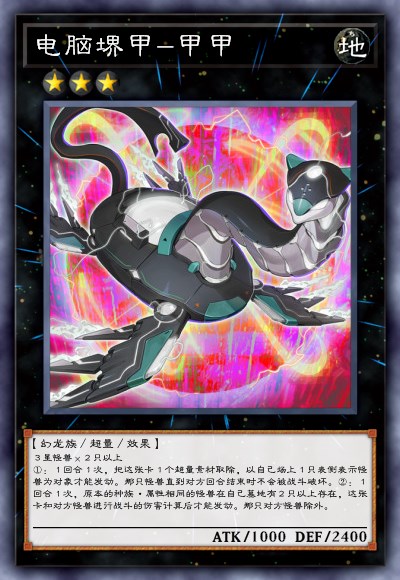 电脑堺甲-甲甲
地
【幻龙族／超量／效果】
3星怪兽×2只以上
①：1回合1次，把这张卡1个超量素材取除，以自己场上1只表侧表示怪
兽为对象才能发动。那只怪兽直到对方回合结束时不会被战斗破坏。②：1
回合1次，原本的种族·属性相同的怪兽在自己墓地有2只以上存在，这张
卡和对方怪兽进行战斗的伤害计算后才能发动。那只对方怪兽除外。
ATK/1000 DEF/2400